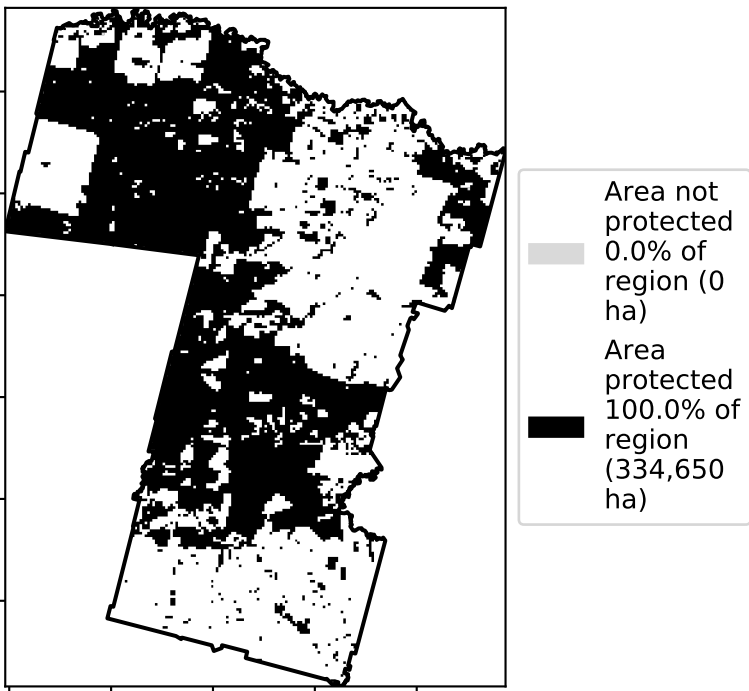 Area not
protected
0.0% of
region (0
ha)
Area
protected
100.0% of
region
(334,650
ha)